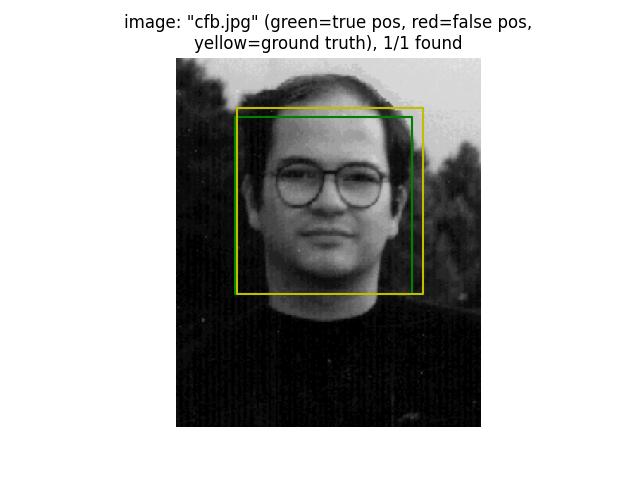 image: "cfb.jpg" (green=true pos, red=false pos,
yellow=ground truth), 1/1 found